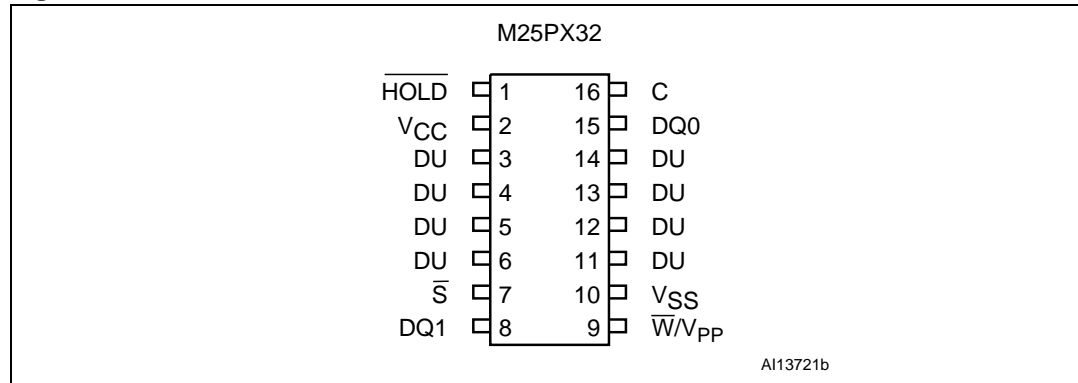 M25PX32
H̅O̅L̅D̅ 1 16 C
VCC 2 15 DQ0
DU 3 14 DU
DU 4 13 DU
DU 5 12 DU
DU 6 11 DU
S̅ 7 10 VSS
DQ1 8 9 W̅/VPP
AI13721b